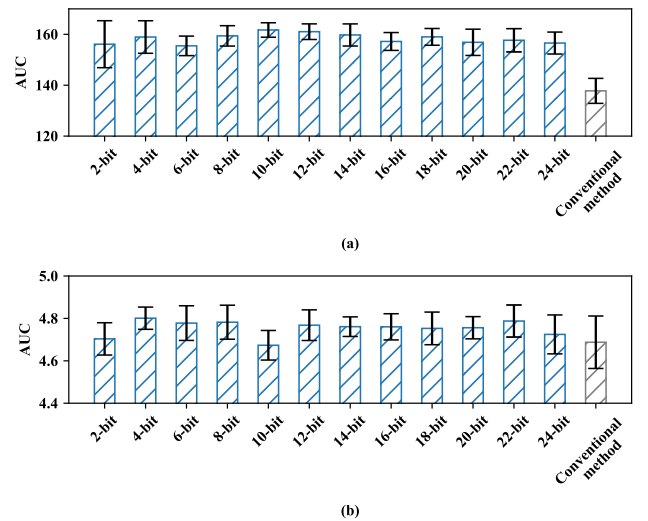 160
140
120
AUC
2-bit
4-bit
6-bit
8-bit
10-bit
12-bit
14-bit
16-bit
18-bit
20-bit
22-bit
24-bit
Conventional
method
(a)
5.0
4.8
4.6
4.4
AUC
2-bit
4-bit
6-bit
8-bit
10-bit
12-bit
14-bit
16-bit
18-bit
20-bit
22-bit
24-bit
Conventional
method
(b)